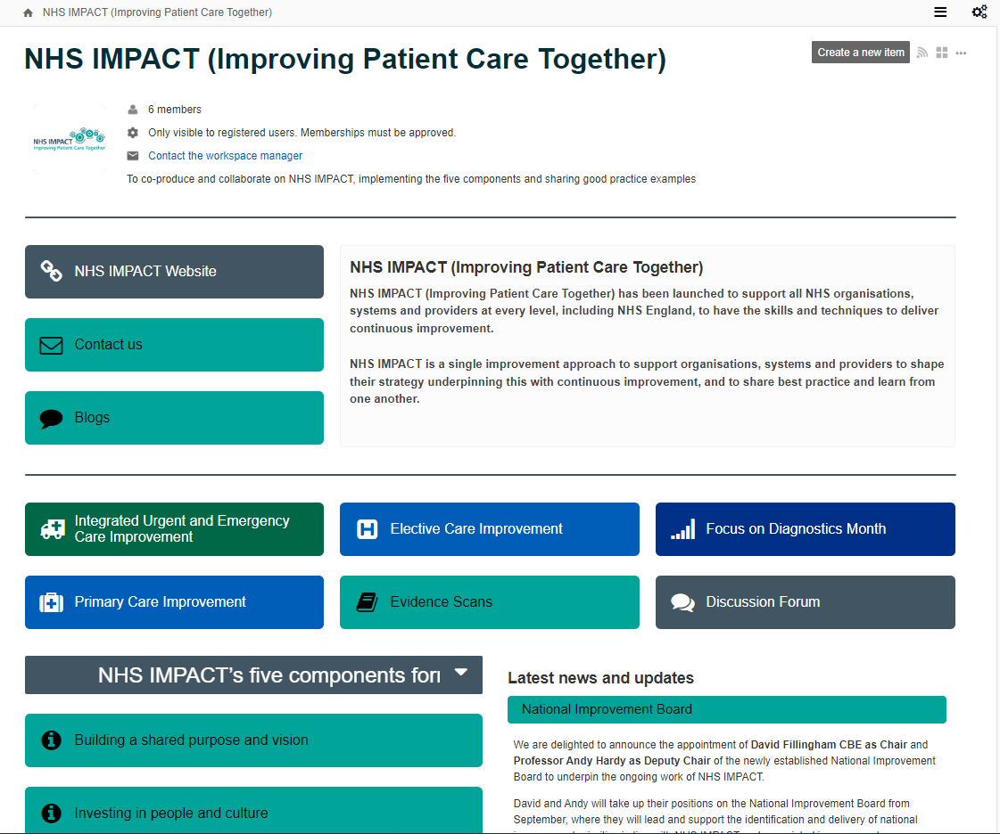 NHS IMPACT (Improving Patient Care Together)
NHS IMPACT (Improving Patient Care Together)
Create a new item
NHS IMPACT
Improving Patient Care Together
6 members
Only visible to registered users. Memberships must be approved.
Contact the workspace manager
To co-produce and collaborate on NHS IMPACT, implementing the five components and sharing good practice examples
NHS IMPACT Website
Contact us
Blogs
NHS IMPACT (Improving Patient Care Together)
NHS IMPACT (Improving Patient Care Together) has been launched to support all NHS organisations,
systems and providers at every level, including NHS England, to have the skills and techniques to deliver
continuous improvement.
NHS IMPACT is a single improvement approach to support organisations, systems and providers to shape
their strategy underpinning this with continuous improvement, and to share best practice and learn from
one another.
Integrated Urgent and Emergency
Care Improvement
Elective Care Improvement
Focus on Diagnostics Month
Primary Care Improvement
Evidence Scans
Discussion Forum
NHS IMPACT’s five components
Building a shared purpose and vision
Investing in people and culture
Latest news and updates
National Improvement Board
We are delighted to announce the appointment of David Fillingham CBE as Chair and
Professor Andy Hardy as Deputy Chair of the newly established National Improvement
Board to underpin the ongoing work of NHS IMPACT.
David and Andy will take up their positions on the National Improvement Board from
September, where they will lead and support the identification and delivery of national